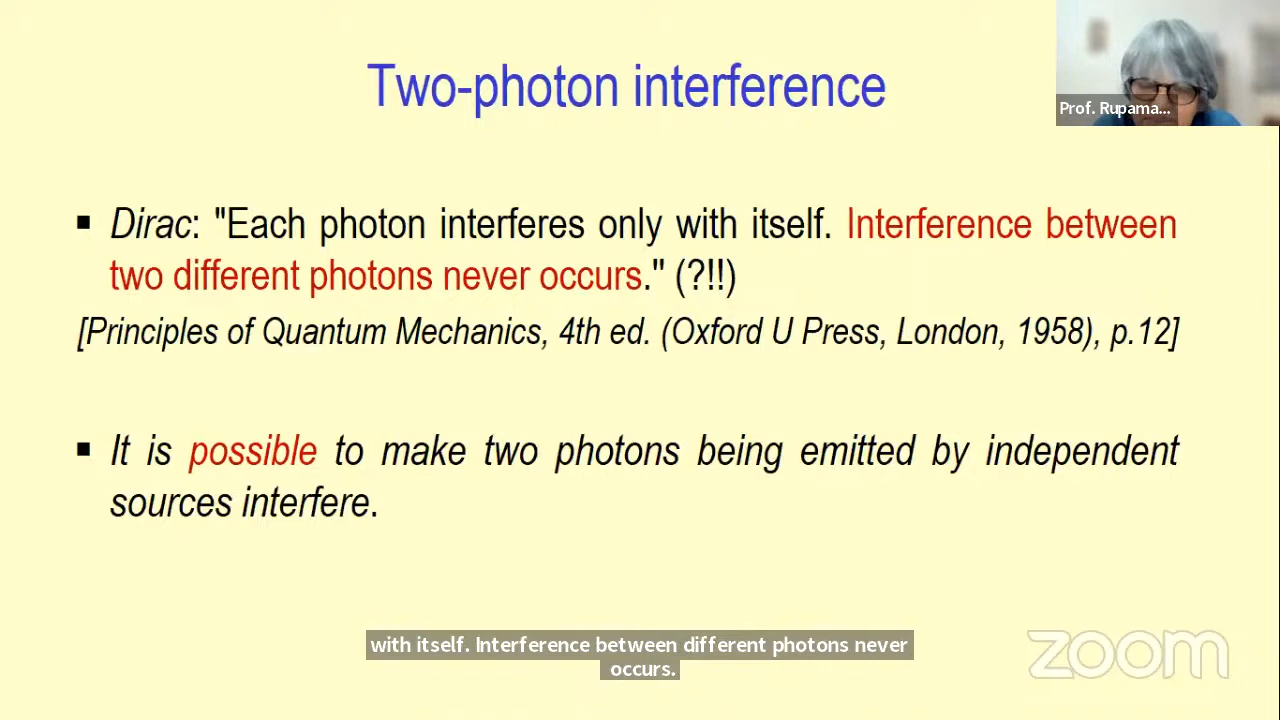 Two-photon interference
Prof. Rupama...
▪ Dirac: "Each photon interferes only with itself. Interference between
two different photons never occurs." (?!!)
[Principles of Quantum Mechanics, 4th ed. (Oxford U Press, London, 1958), p.12]
▪ It is possible to make two photons being emitted by independent
sources interfere.
with itself. Interference between different photons never
occurs.
zoom